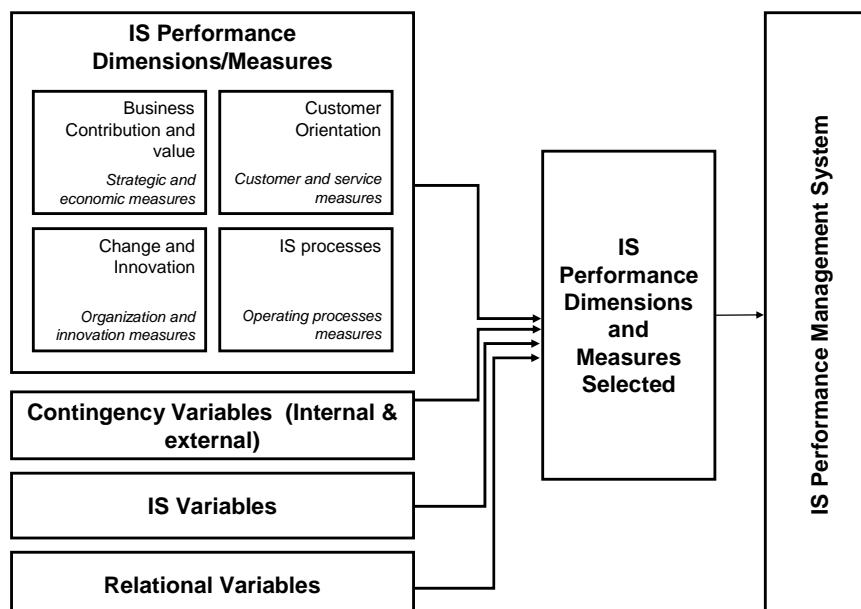 IS Performance
Dimensions/Measures
Business
Contribution and
value
Strategic and
economic measures
Customer
Orientation
Customer and service
measures
Change and
Innovation
Organization and
innovation measures
IS processes
Operating processes
measures
Contingency Variables  (Internal &
external)
IS Variables
Relational Variables
IS
Performance
Dimensions
and
Measures
Selected
IS Performance Management System